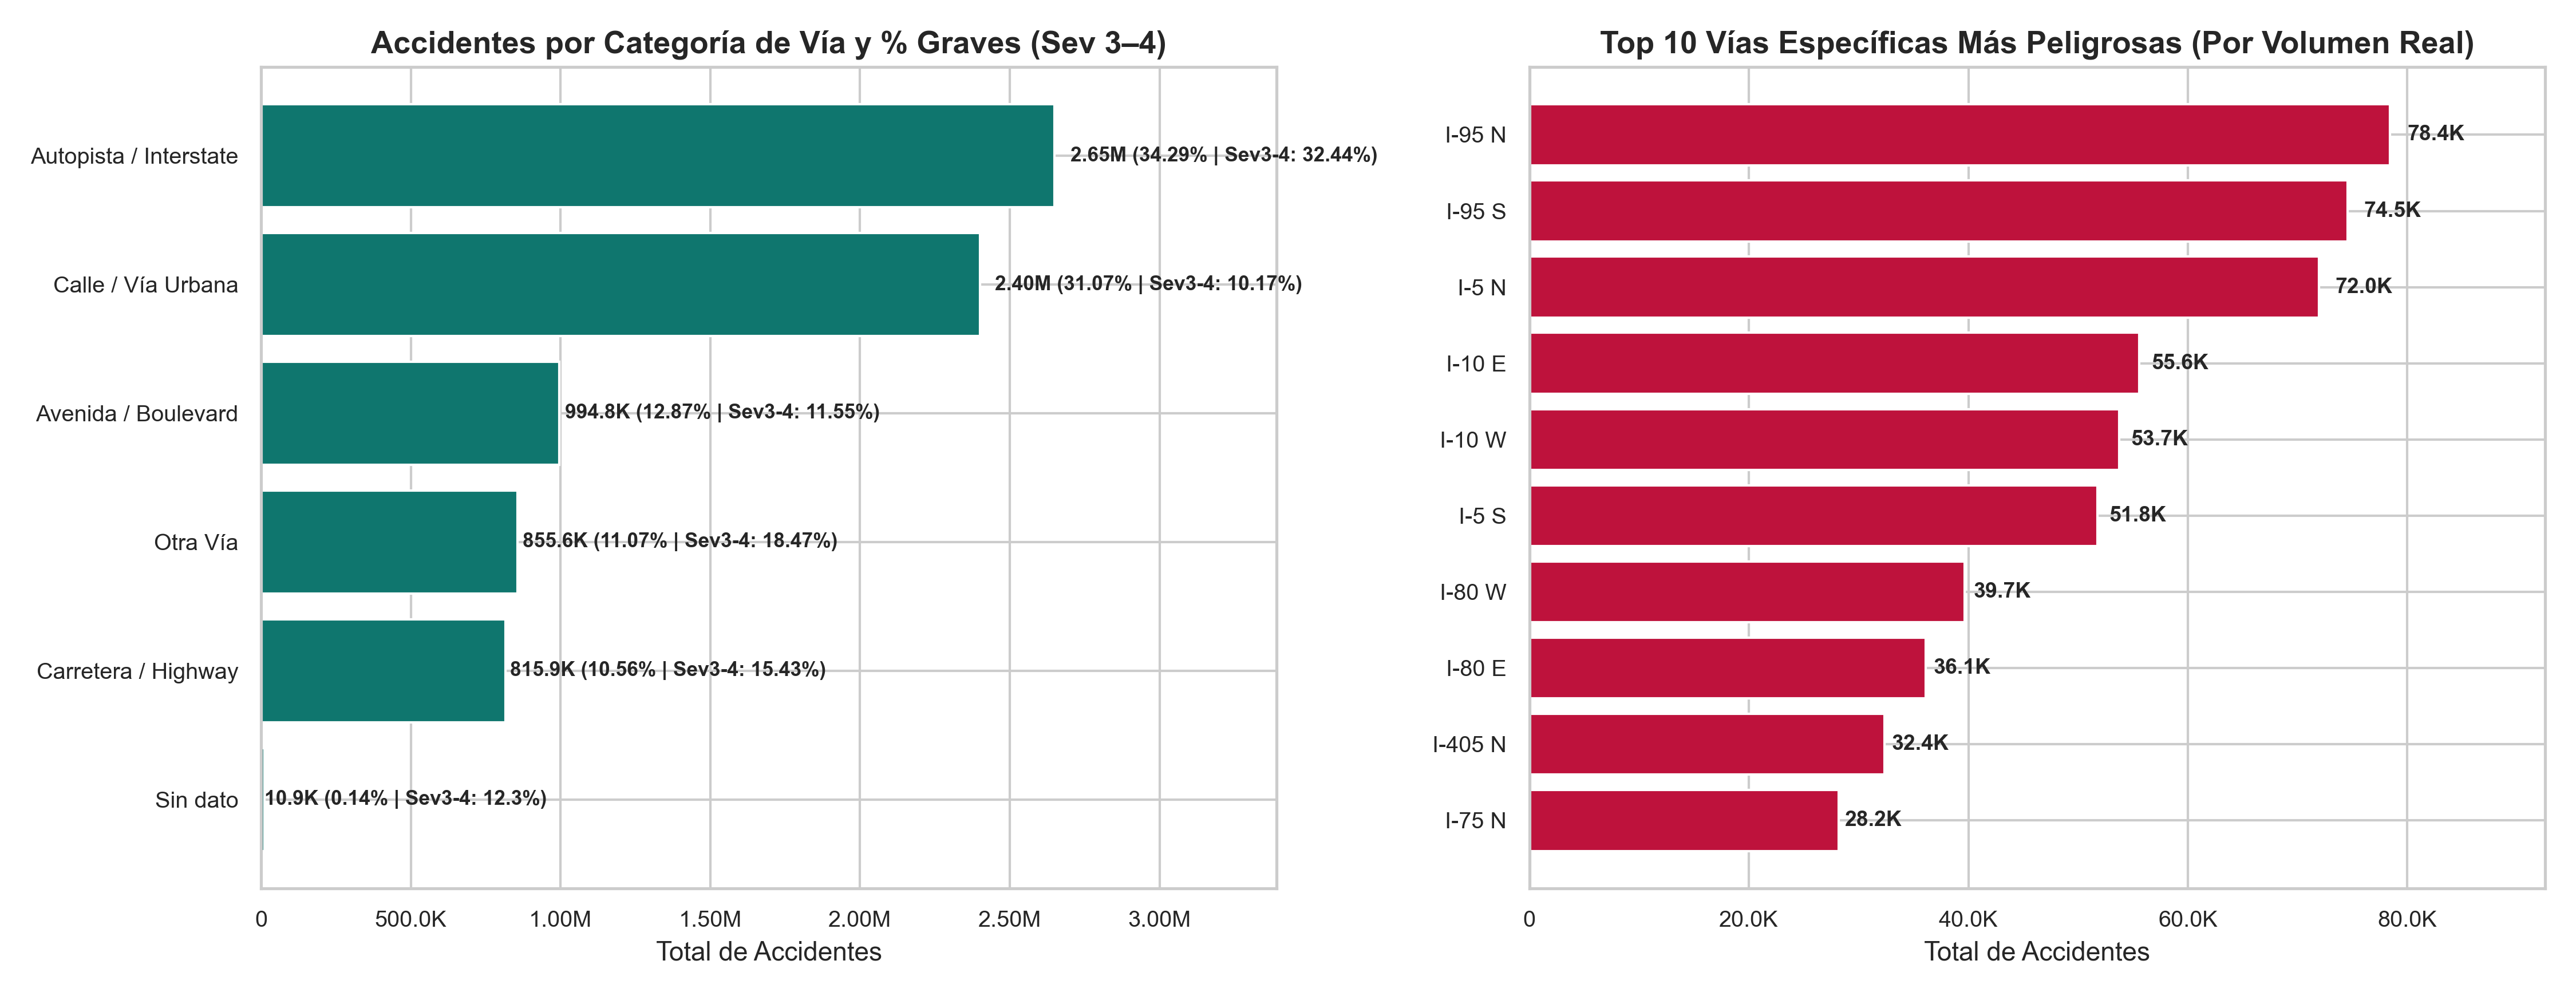 Accidentes por Categoría de Vía y % Graves (Sev 3–4)
Autopista / Interstate
2.65M (34.29% | Sev3-4: 32.44%)
Calle / Vía Urbana
2.40M (31.07% | Sev3-4: 10.17%)
Avenida / Boulevard
994.8K (12.87% | Sev3-4: 11.55%)
Otra Vía
855.6K (11.07% | Sev3-4: 18.47%)
Carretera / Highway
815.9K (10.56% | Sev3-4: 15.43%)
Sin dato
10.9K (0.14% | Sev3-4: 12.3%)
0 500.0K 1.00M 1.50M 2.00M 2.50M 3.00M
Total de Accidentes
Top 10 Vías Específicas Más Peligrosas (Por Volumen Real)
I-95 N
78.4K
I-95 S
74.5K
I-5 N
72.0K
I-10 E
55.6K
I-10 W
53.7K
I-5 S
51.8K
I-80 W
39.7K
I-80 E
36.1K
I-405 N
32.4K
I-75 N
28.2K
0 20.0K 40.0K 60.0K 80.0K
Total de Accidentes